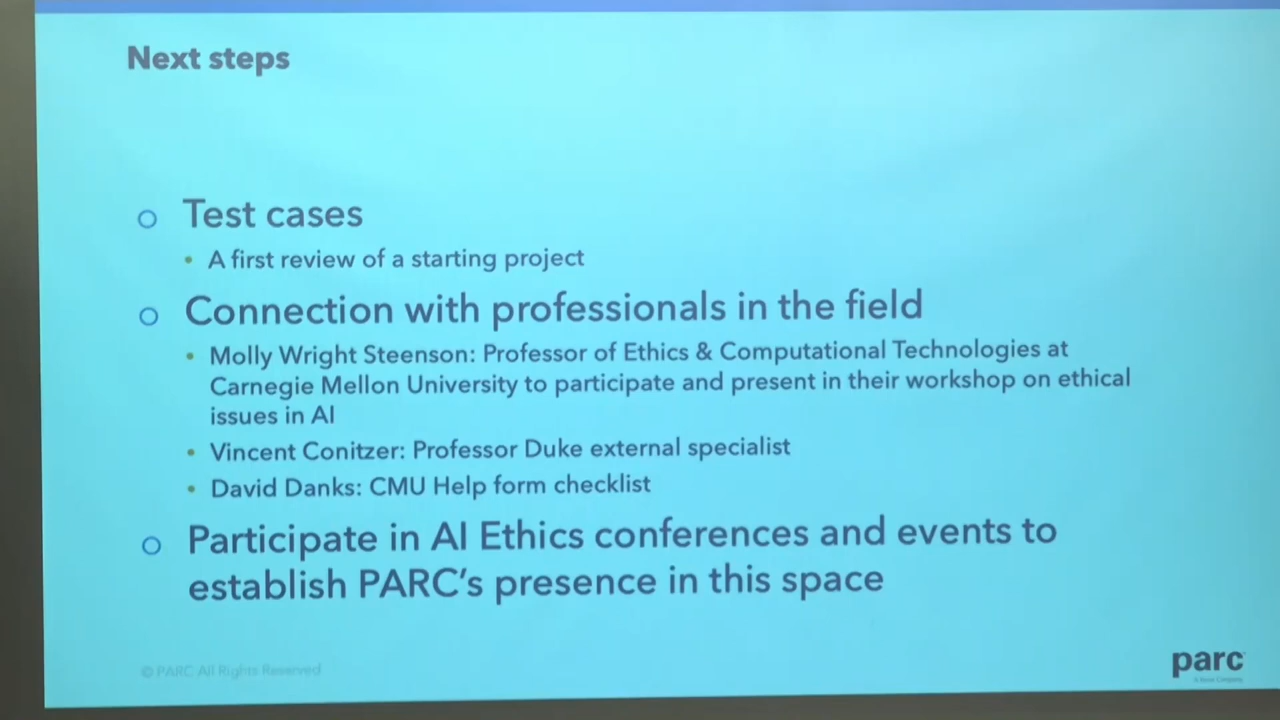 Next steps
Test cases
A first review of a starting project
Connection with professionals in the field
Molly Wright Steenson: Professor of Ethics & Computational Technologies at
Carnegie Mellon University to participate and present in their workshop on ethical
issues in AI
Vincent Conitzer: Professor Duke external specialist
David Danks: CMU Help form checklist
Participate in AI Ethics conferences and events to
establish PARC’s presence in this space
© PARC All Rights Reserved
parc